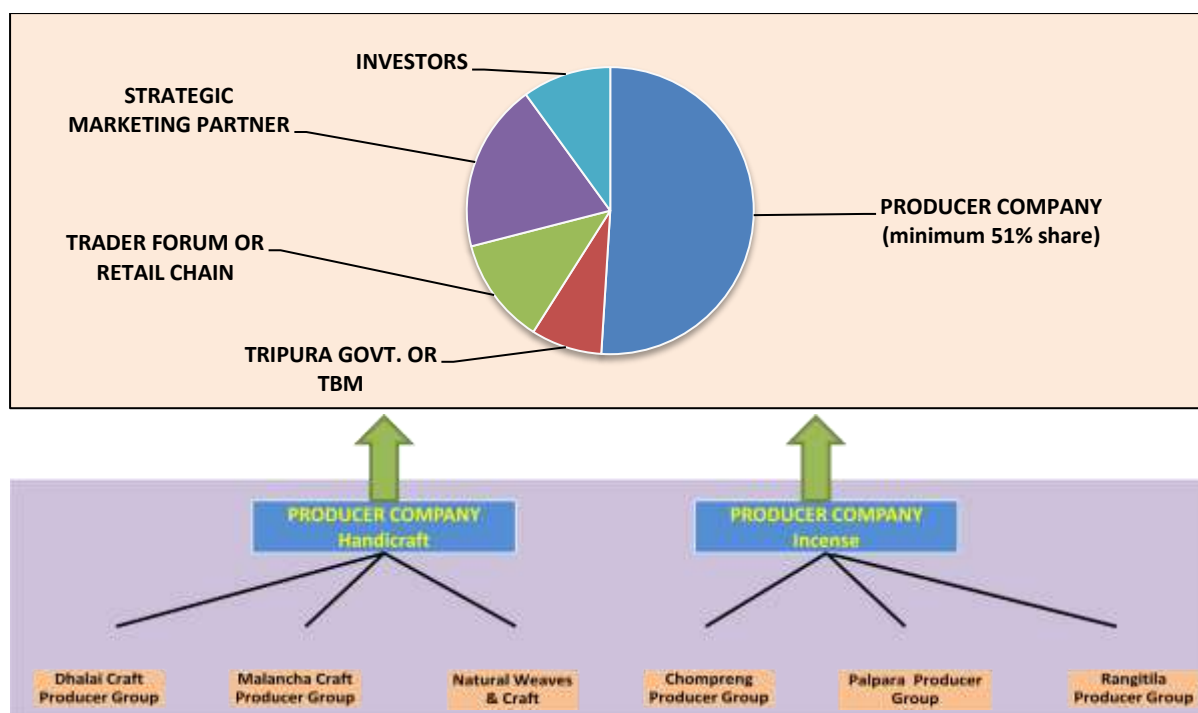 INVESTORS
STRATEGIC
MARKETING PARTNER
PRODUCER COMPANY
(minimum 51% share)
TRADER FORUM OR
RETAIL CHAIN
TRIPURA GOVT. OR
TBM
PRODUCER COMPANY
Handicraft
PRODUCER COMPANY
Incense
Dhalai Craft
Producer Group
Malancha Craft
Producer Group
Natural Weaves
& Craft
Chompreng
Producer Group
Palpara Producer
Group
Rangitila
Producer Group